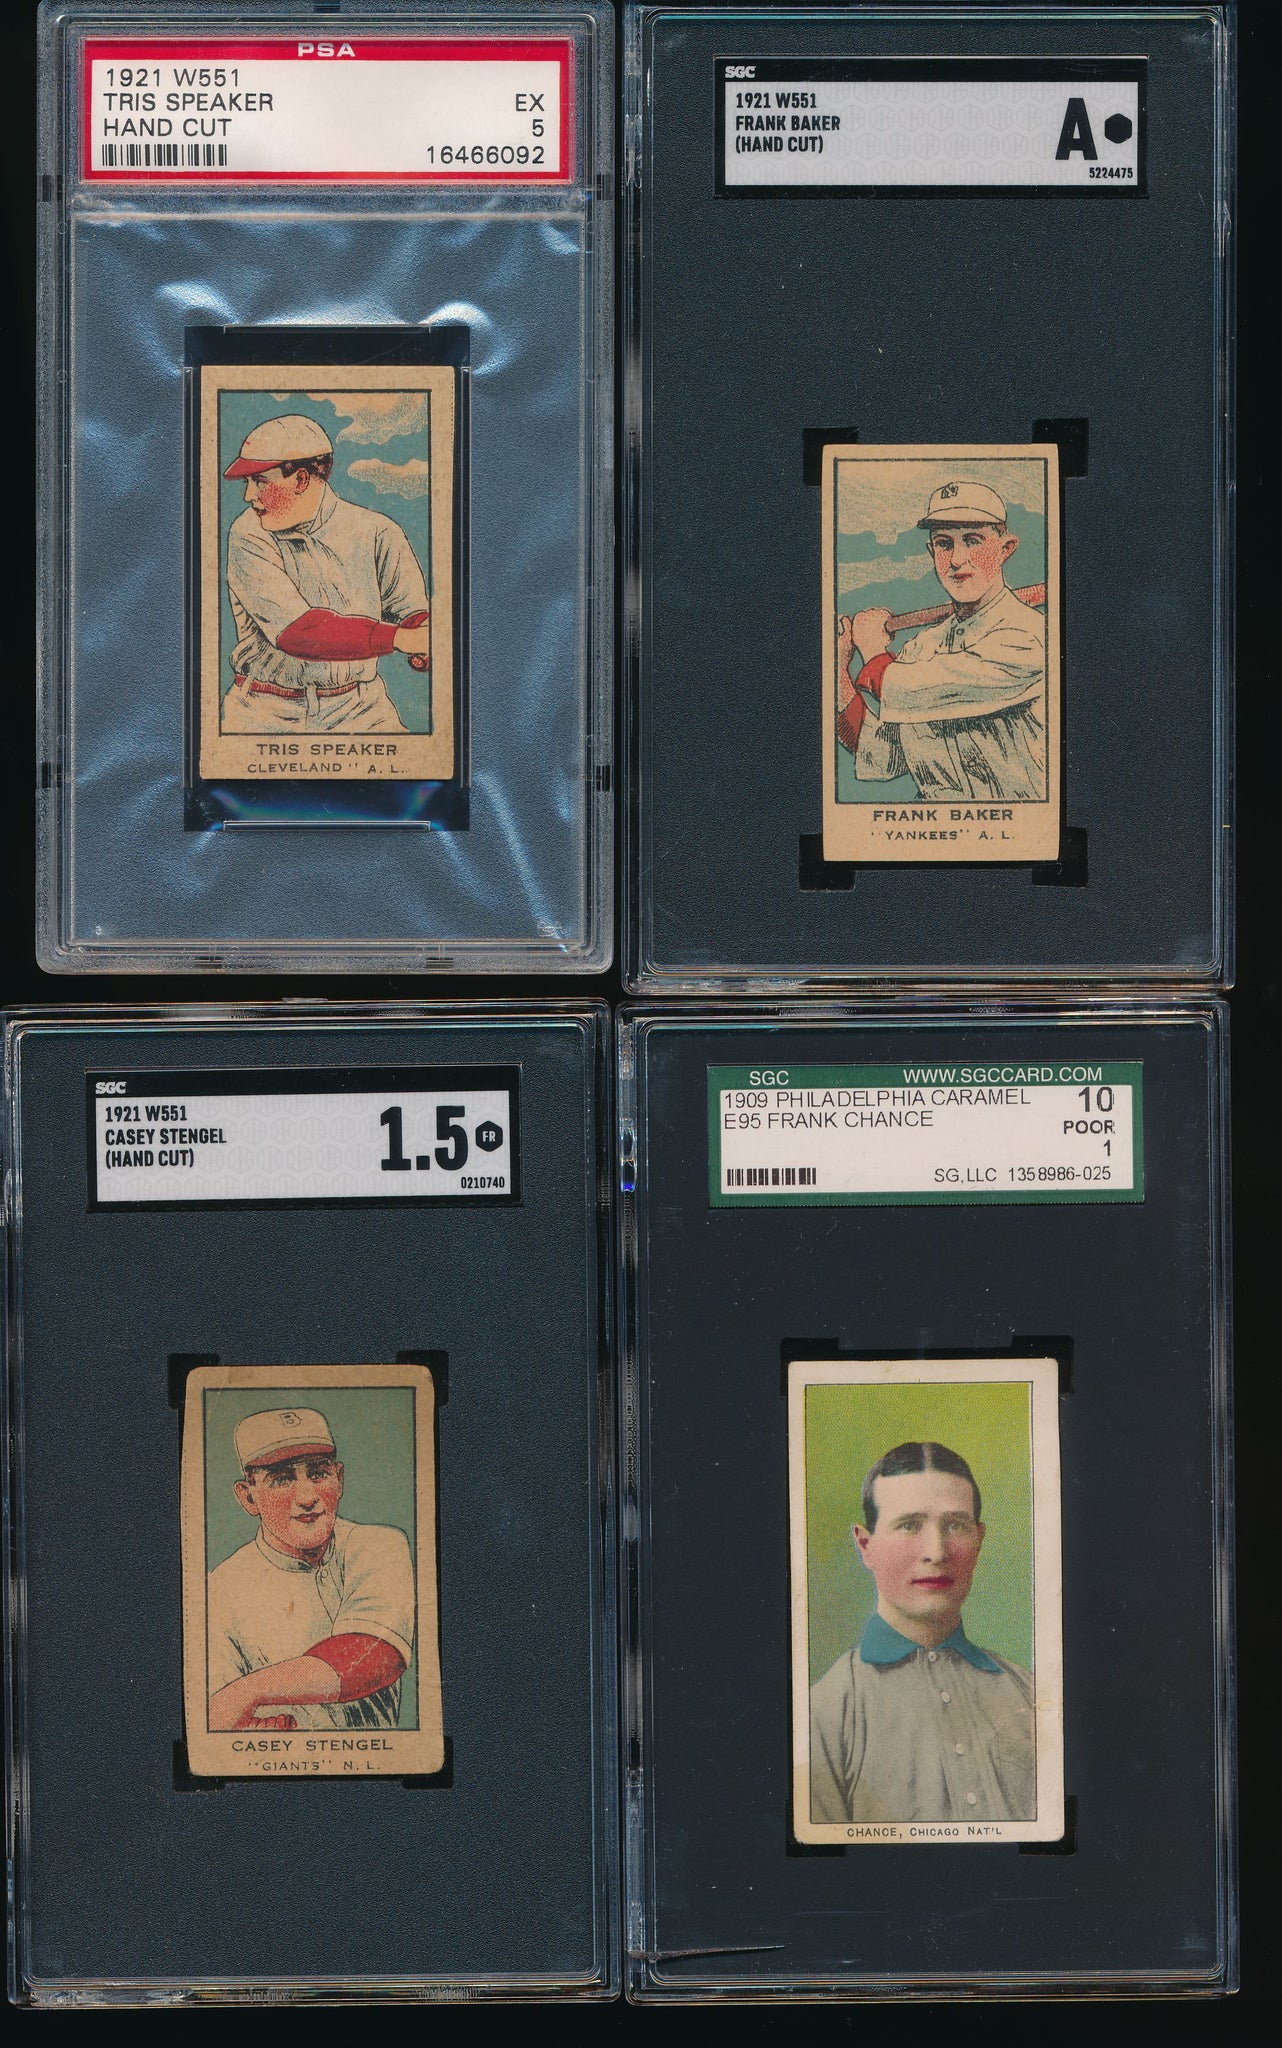 PSA
1921 W551
TRIS SPEAKER EX
HAND CUT 5
16466092
TRIS SPEAKER
CLEVELAND" A. L.
3
SGC
1921 W551
FRANK BAKER
(HAND CUT)
A
5224475
NY
FRANK BAKER
"YANKEES" A. L.
SGC
1921 W551
CASEY STENGEL
(HAND CUT)
1.5
FR
0210740
B
CASEY STENGEL
"GIANTS" N. L.
SGC WWW.SGCCARD.COM
1909 PHILADELPHIA CARAMEL 10
E95 FRANK CHANCE POOR
1
SG,LLC 1358986-025
CHANCE, CHICAGO NAT'L